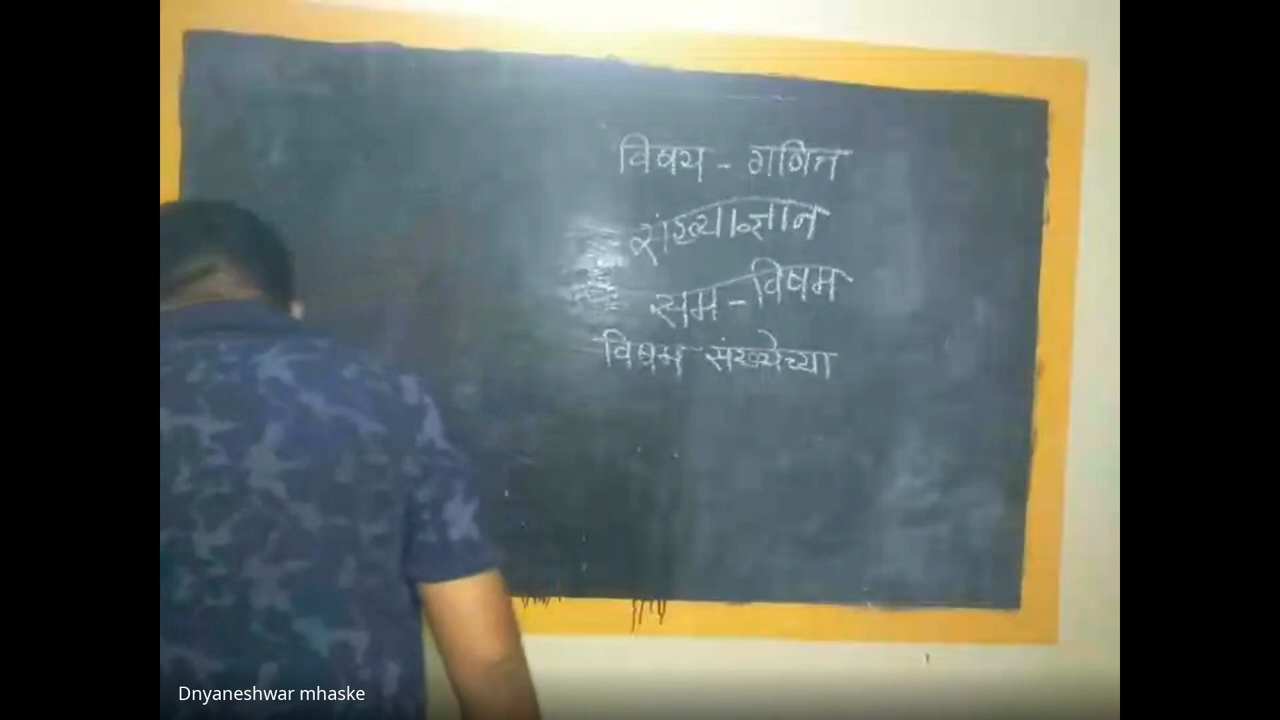 विषय - गणित
संख्याज्ञान
सम - विषम
विषम संख्येच्या
Dnyaneshwar mhaske